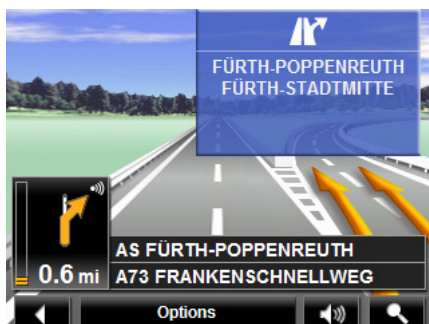 FÜRTH-POPPENREUTH
FÜRTH-STADTMITTE
AS FÜRTH-POPPENREUTH
0.6 mi
A73 FRANKENSCHNELLWEG
Options